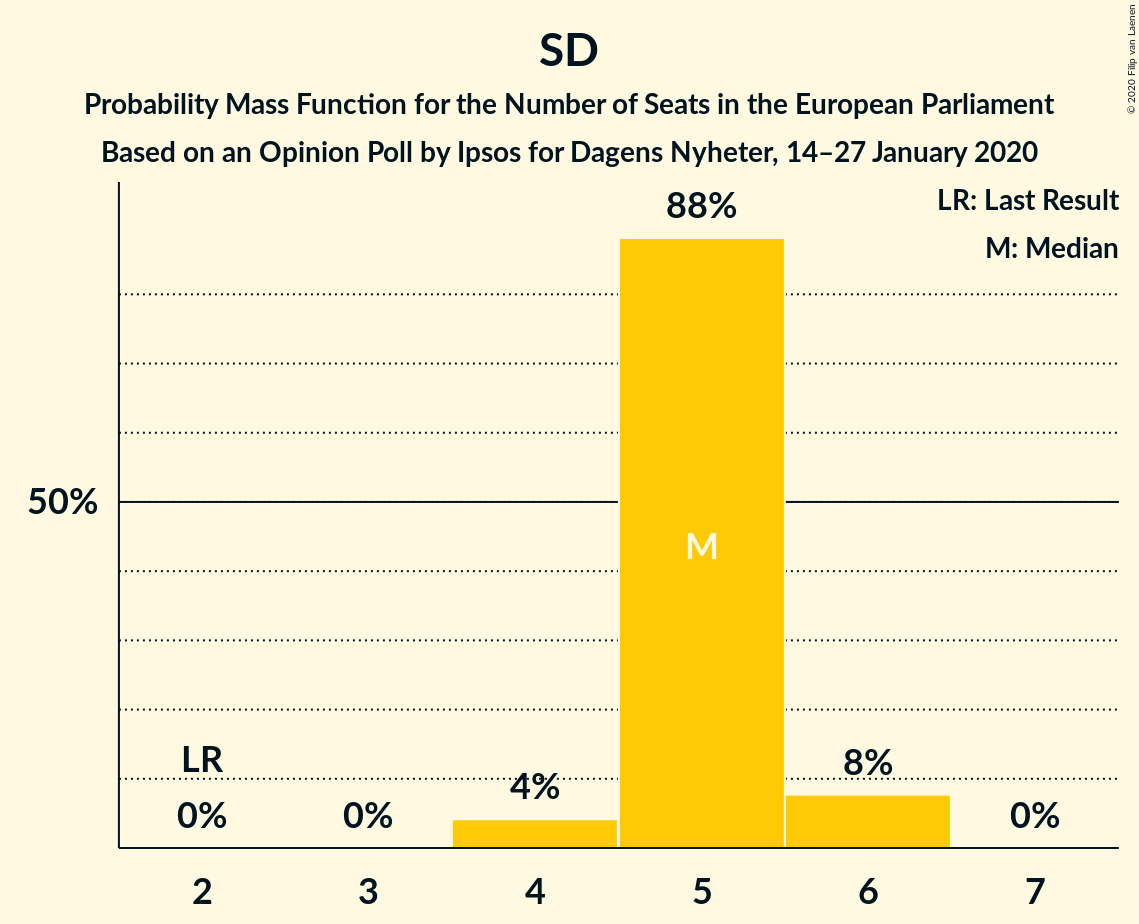 SD
Probability Mass Function for the Number of Seats in the European Parliament
Based on an Opinion Poll by Ipsos for Dagens Nyheter, 14–27 January 2020
© 2020 Filip van Laenen
LR: Last Result
M: Median
88%
50%
M
LR
0%
0%
4%
8%
0%
2 3 4 5 6 7